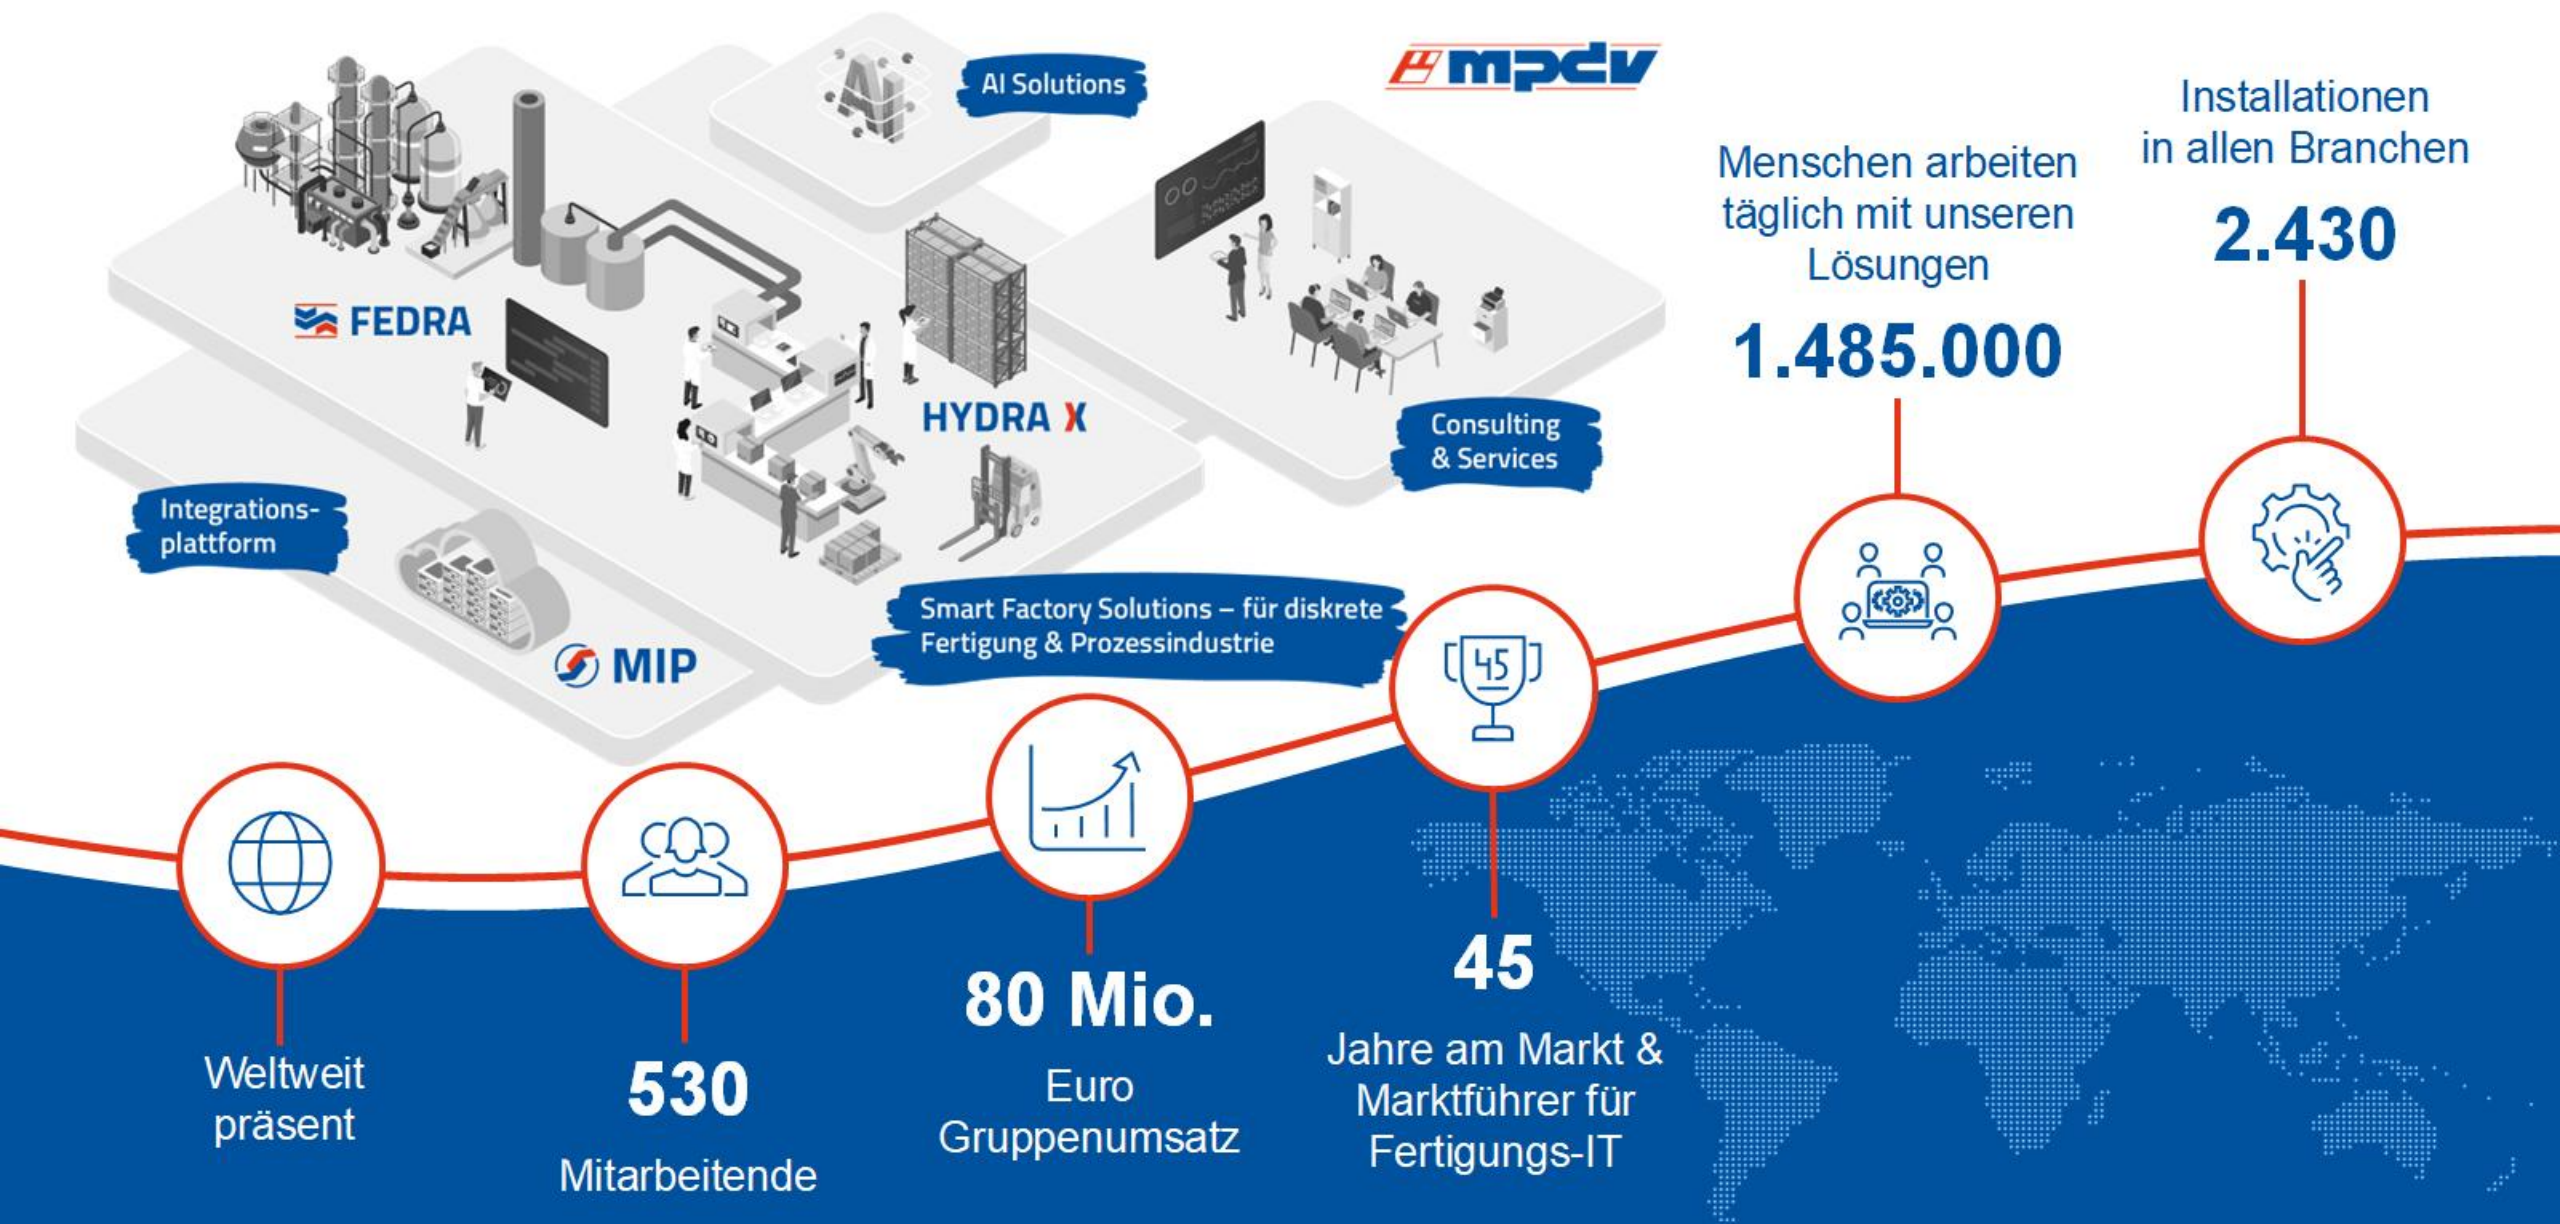 AI Solutions
mpdv
Installationen
in allen Branchen
2.430
Menschen arbeiten
täglich mit unseren
Lösungen
1.485.000
FEDRA
HYDRA X
Consulting
& Services
Integrations-
plattform
MIP
Smart Factory Solutions – für diskrete
Fertigung & Prozessindustrie
45
Weltweit
präsent
530
Mitarbeitende
80 Mio.
Euro
Gruppenumsatz
45
Jahre am Markt &
Marktführer für
Fertigungs-IT